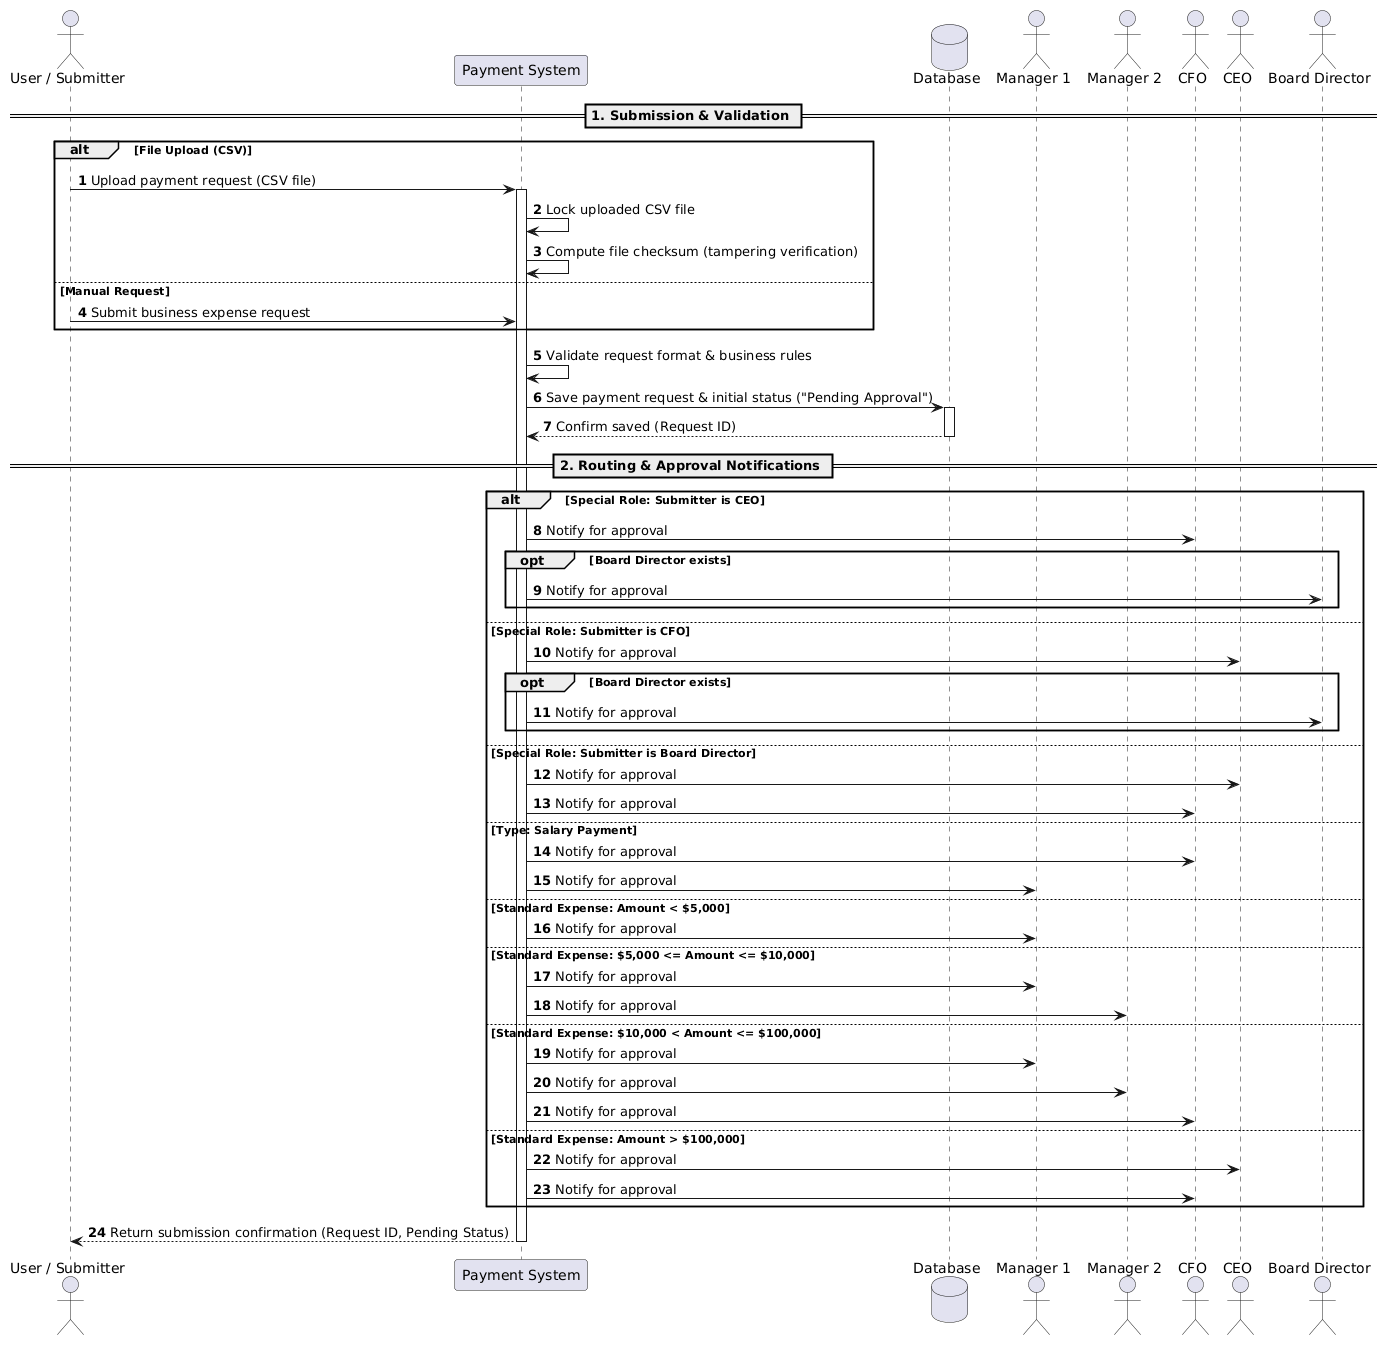 User / Submitter
Payment System
Database
Manager 1
Manager 2
CFO
CEO
Board Director
1. Submission & Validation
alt [File Upload (CSV)]
1 Upload payment request (CSV file)
2 Lock uploaded CSV file
3 Compute file checksum (tampering verification)
[Manual Request]
4 Submit business expense request
5 Validate request format & business rules
6 Save payment request & initial status ("Pending Approval")
7 Confirm saved (Request ID)
2. Routing & Approval Notifications
alt [Special Role: Submitter is CEO]
8 Notify for approval
opt [Board Director exists]
9 Notify for approval
[Special Role: Submitter is CFO]
10 Notify for approval
opt [Board Director exists]
11 Notify for approval
[Special Role: Submitter is Board Director]
12 Notify for approval
13 Notify for approval
[Type: Salary Payment]
14 Notify for approval
15 Notify for approval
[Standard Expense: Amount < $5,000]
16 Notify for approval
[Standard Expense: $5,000 <= Amount <= $10,000]
17 Notify for approval
18 Notify for approval
[Standard Expense: $10,000 < Amount <= $100,000]
19 Notify for approval
20 Notify for approval
21 Notify for approval
[Standard Expense: Amount > $100,000]
22 Notify for approval
23 Notify for approval
24 Return submission confirmation (Request ID, Pending Status)
User / Submitter
Payment System
Database
Manager 1
Manager 2
CFO
CEO
Board Director